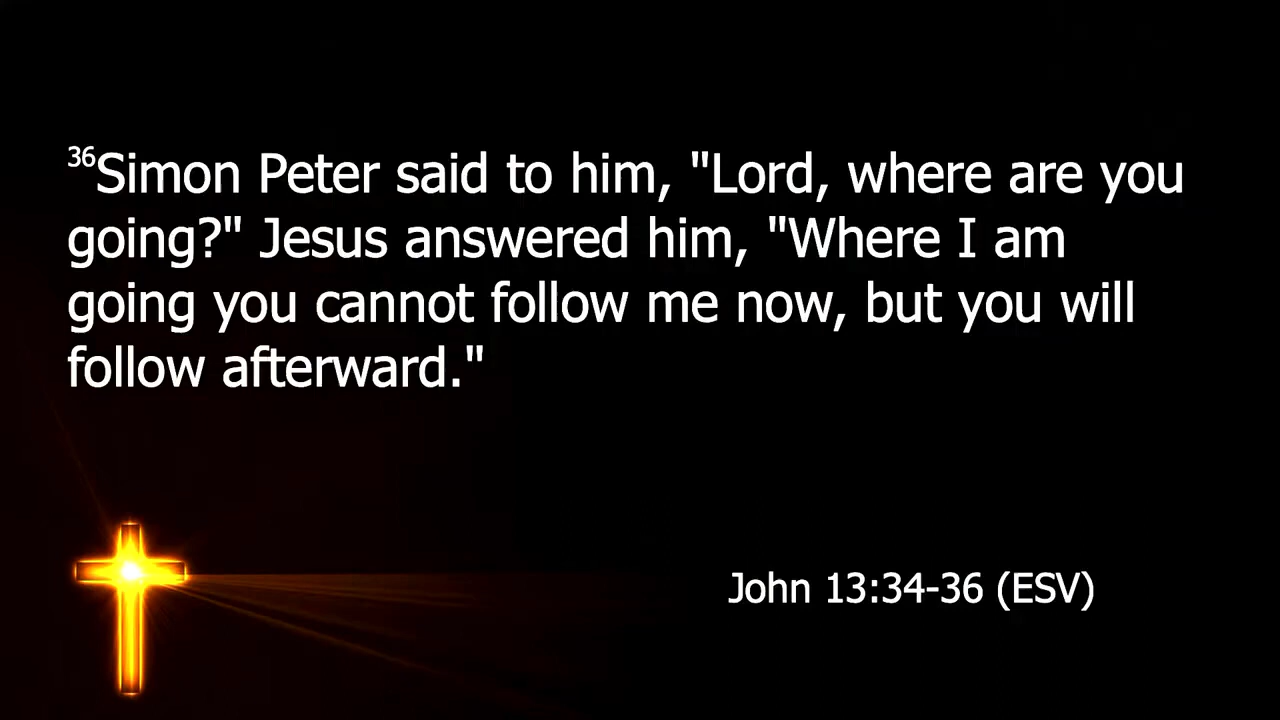 36Simon Peter said to him, "Lord, where are you
going?" Jesus answered him, "Where I am
going you cannot follow me now, but you will
follow afterward."
John 13:34-36 (ESV)